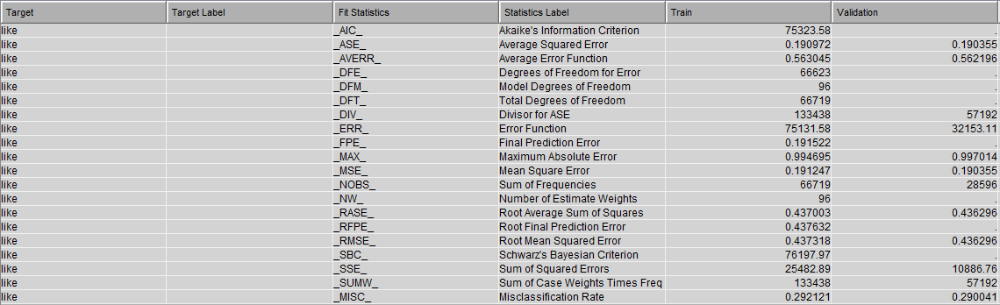 Target Target Label Fit Statistics Statistics Label Train Validation
like _AIC_ Akaike's Information Criterion 75323.58 .
like _ASE_ Average Squared Error 0.190972 0.190355
like _AVERR_ Average Error Function 0.563045 0.562196
like _DFE_ Degrees of Freedom for Error 66623 .
like _DFM_ Model Degrees of Freedom 96 .
like _DFT_ Total Degrees of Freedom 66719 .
like _DIV_ Divisor for ASE 133438 57192
like _ERR_ Error Function 75131.58 32153.11
like _FPE_ Final Prediction Error 0.191522 .
like _MAX_ Maximum Absolute Error 0.994695 0.997014
like _MSE_ Mean Square Error 0.191247 0.190355
like _NOBS_ Sum of Frequencies 66719 28596
like _NW_ Number of Estimate Weights 96 .
like _RASE_ Root Average Sum of Squares 0.437003 0.436296
like _RFPE_ Root Final Prediction Error 0.437632 .
like _RMSE_ Root Mean Squared Error 0.437318 0.436296
like _SBC_ Schwarz's Bayesian Criterion 76197.97 .
like _SSE_ Sum of Squared Errors 25482.89 10886.76
like _SUMW_ Sum of Case Weights Times Freq 133438 57192
like _MISC_ Misclassification Rate 0.292121 0.290041